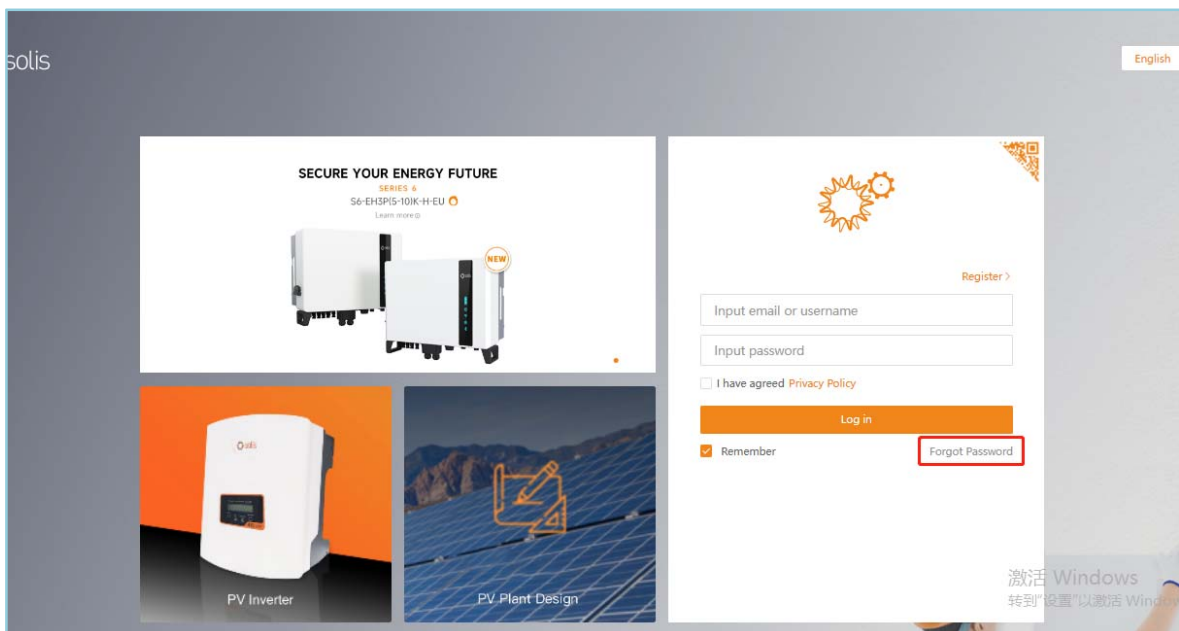 solis
English
SECURE YOUR ENERGY FUTURE
SERIES 6
S6-EH3P(5-10)K-H-EU
Learn more
NEW
Register >
Input email or username
Input password
I have agreed Privacy Policy
Log in
Remember
Forgot Password
solis
PV Inverter
PV Plant Design
激活 Windows
转到"设置"以激活 Window